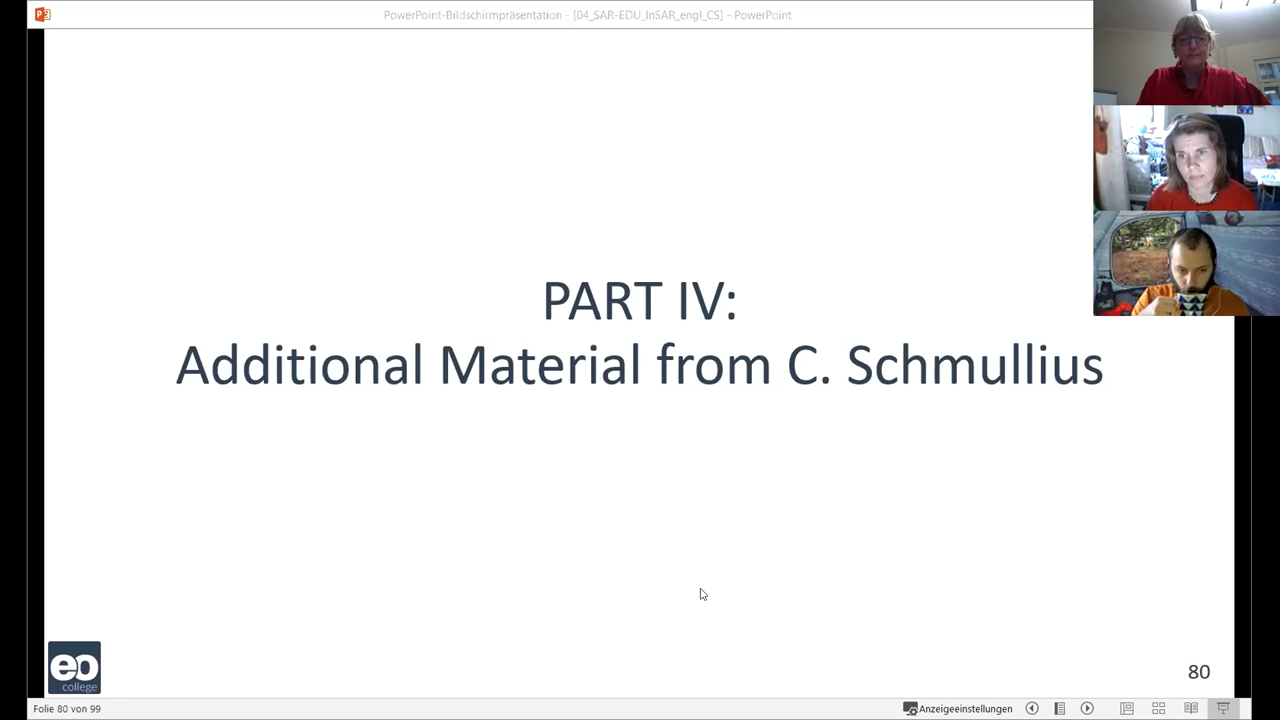 PowerPoint-Bildschirmpräsentation - [04_SAR-EDU_InSAR_engl_CS] - PowerPoint
PART IV:
Additional Material from C. Schmullius
eo
college
80
Folie 80 von 99
Anzeigeeinstellungen